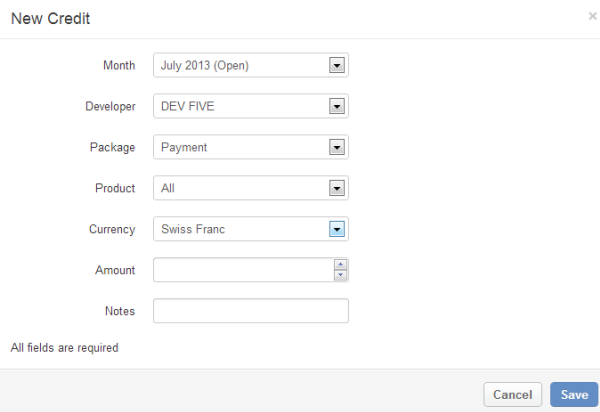 New Credit ×
Month July 2013 (Open)
Developer DEV FIVE
Package Payment
Product All
Currency Swiss Franc
Amount
Notes
All fields are required
Cancel Save